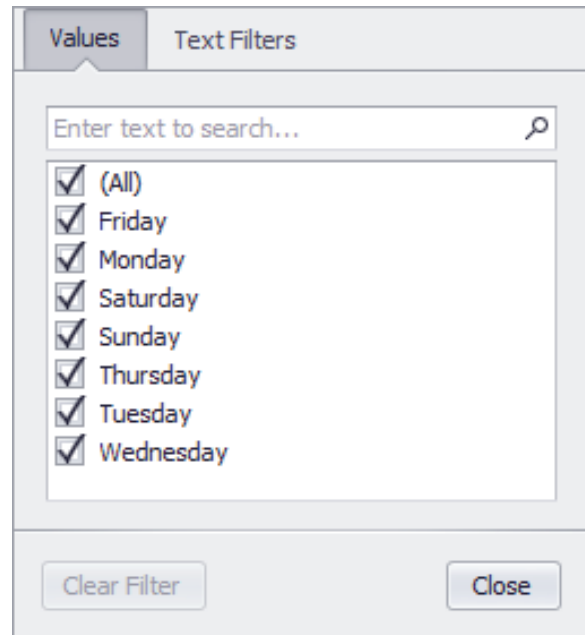 Values Text Filters
Enter text to search...
(All)
Friday
Monday
Saturday
Sunday
Thursday
Tuesday
Wednesday
Clear Filter Close